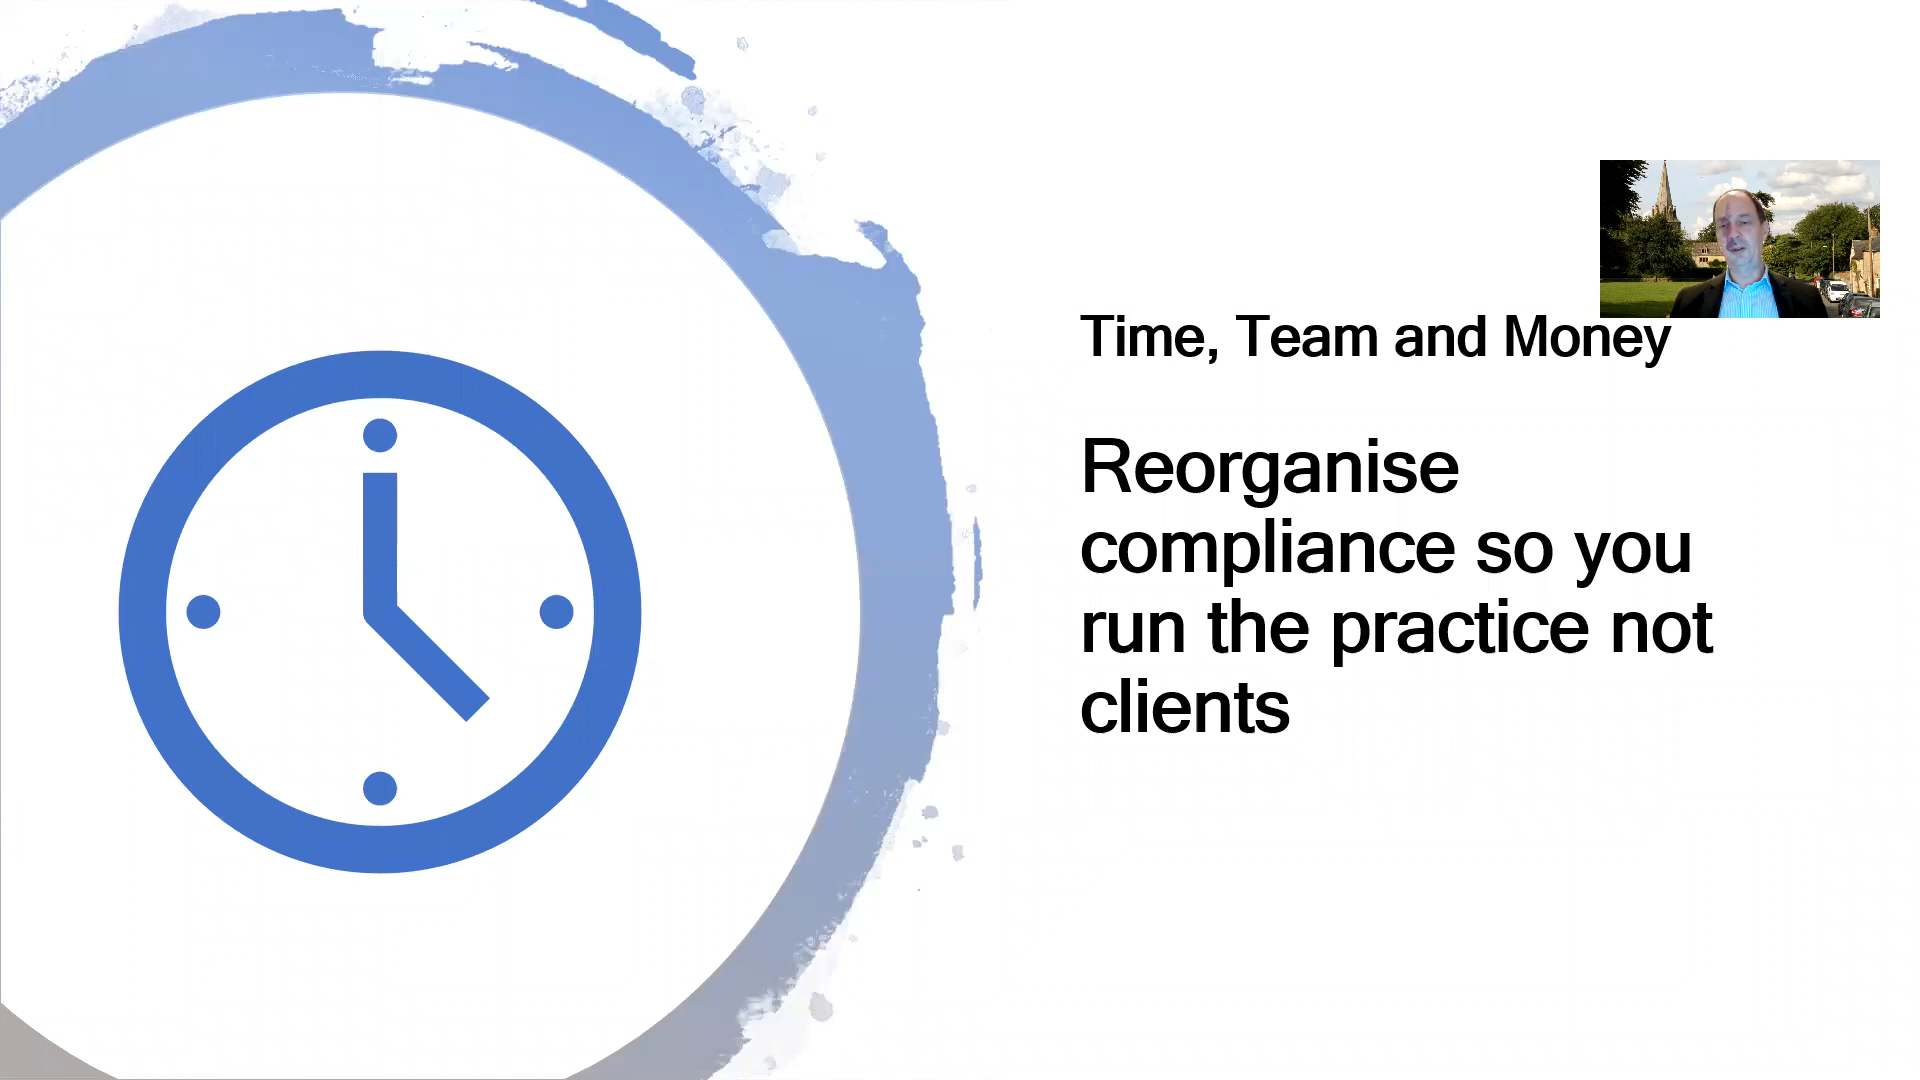 Time, Team and Money
Reorganise
compliance so you
run the practice not
clients